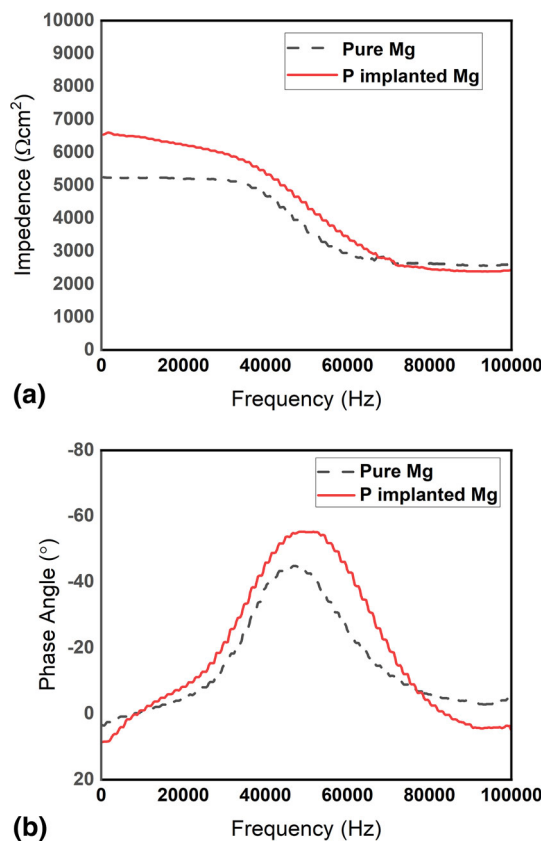 10000
9000
8000
7000
6000
5000
4000
3000
2000
1000
0
Impedence (Ωcm²)
Pure Mg
P implanted Mg
0 20000 40000 60000 80000 100000
Frequency (Hz)
(a)
-80
-60
-40
-20
0
20
Phase Angle (°)
Pure Mg
P implanted Mg
0 20000 40000 60000 80000 100000
Frequency (Hz)
(b)